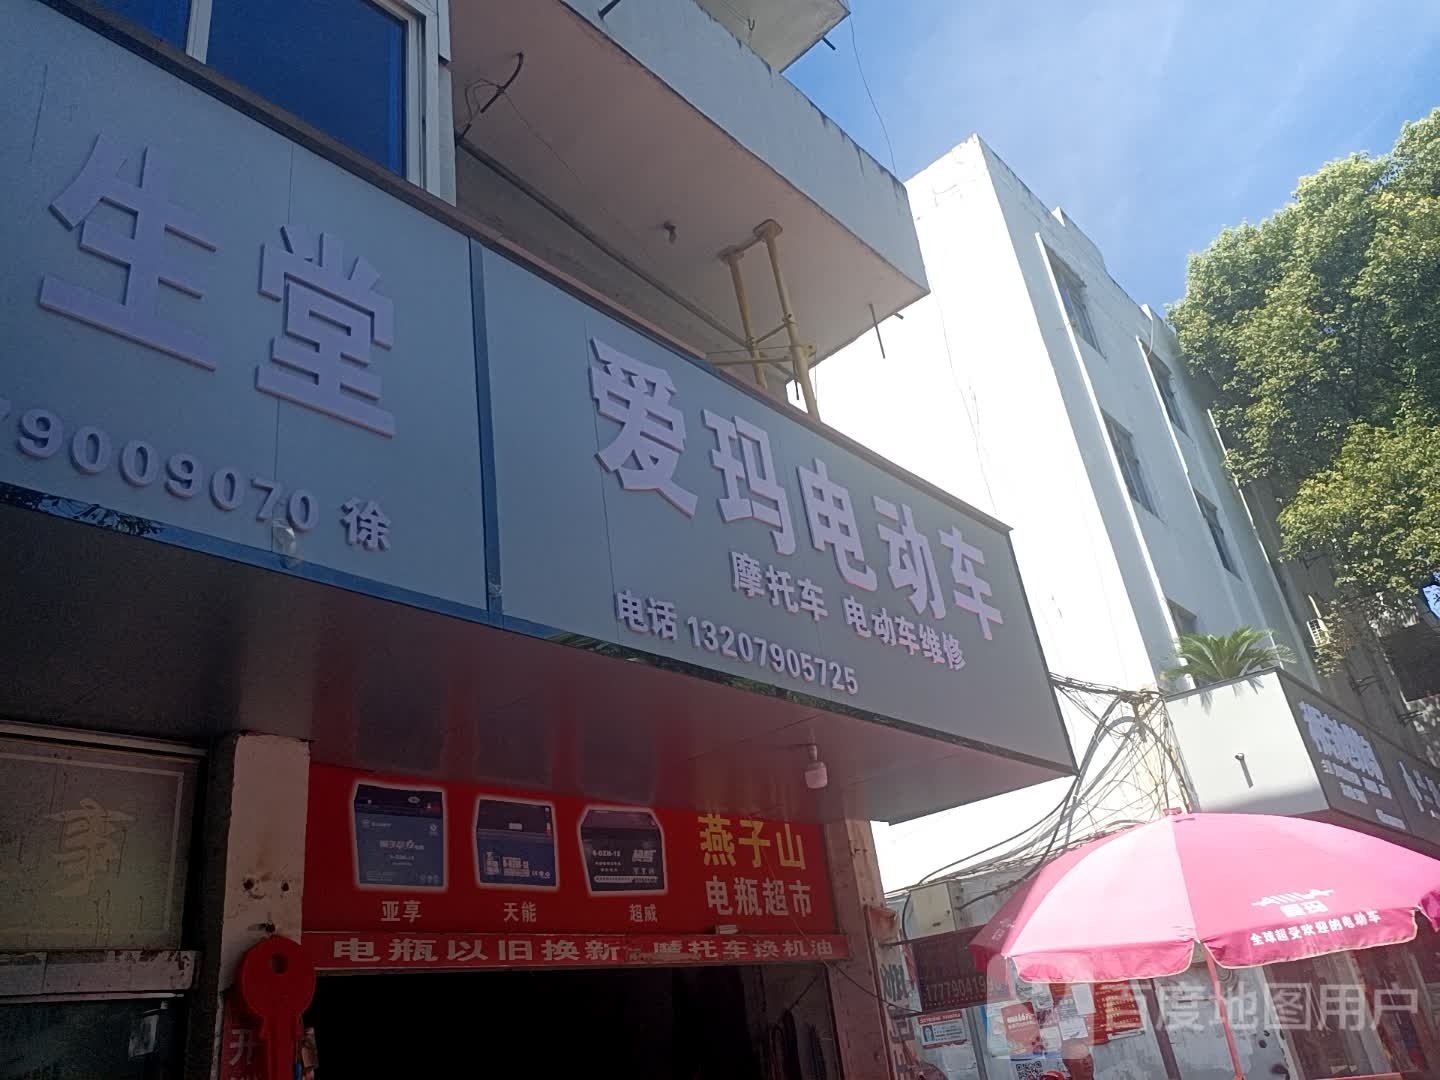 生堂
79009070 徐
爱玛电动车
摩托车 电动车维修
电话 13207905725
亚享
天能
超威
燕子山
电瓶超市
电瓶以旧换新 摩托车换机油
开
爱玛
全球超受欢迎的电动车
百度地图用户